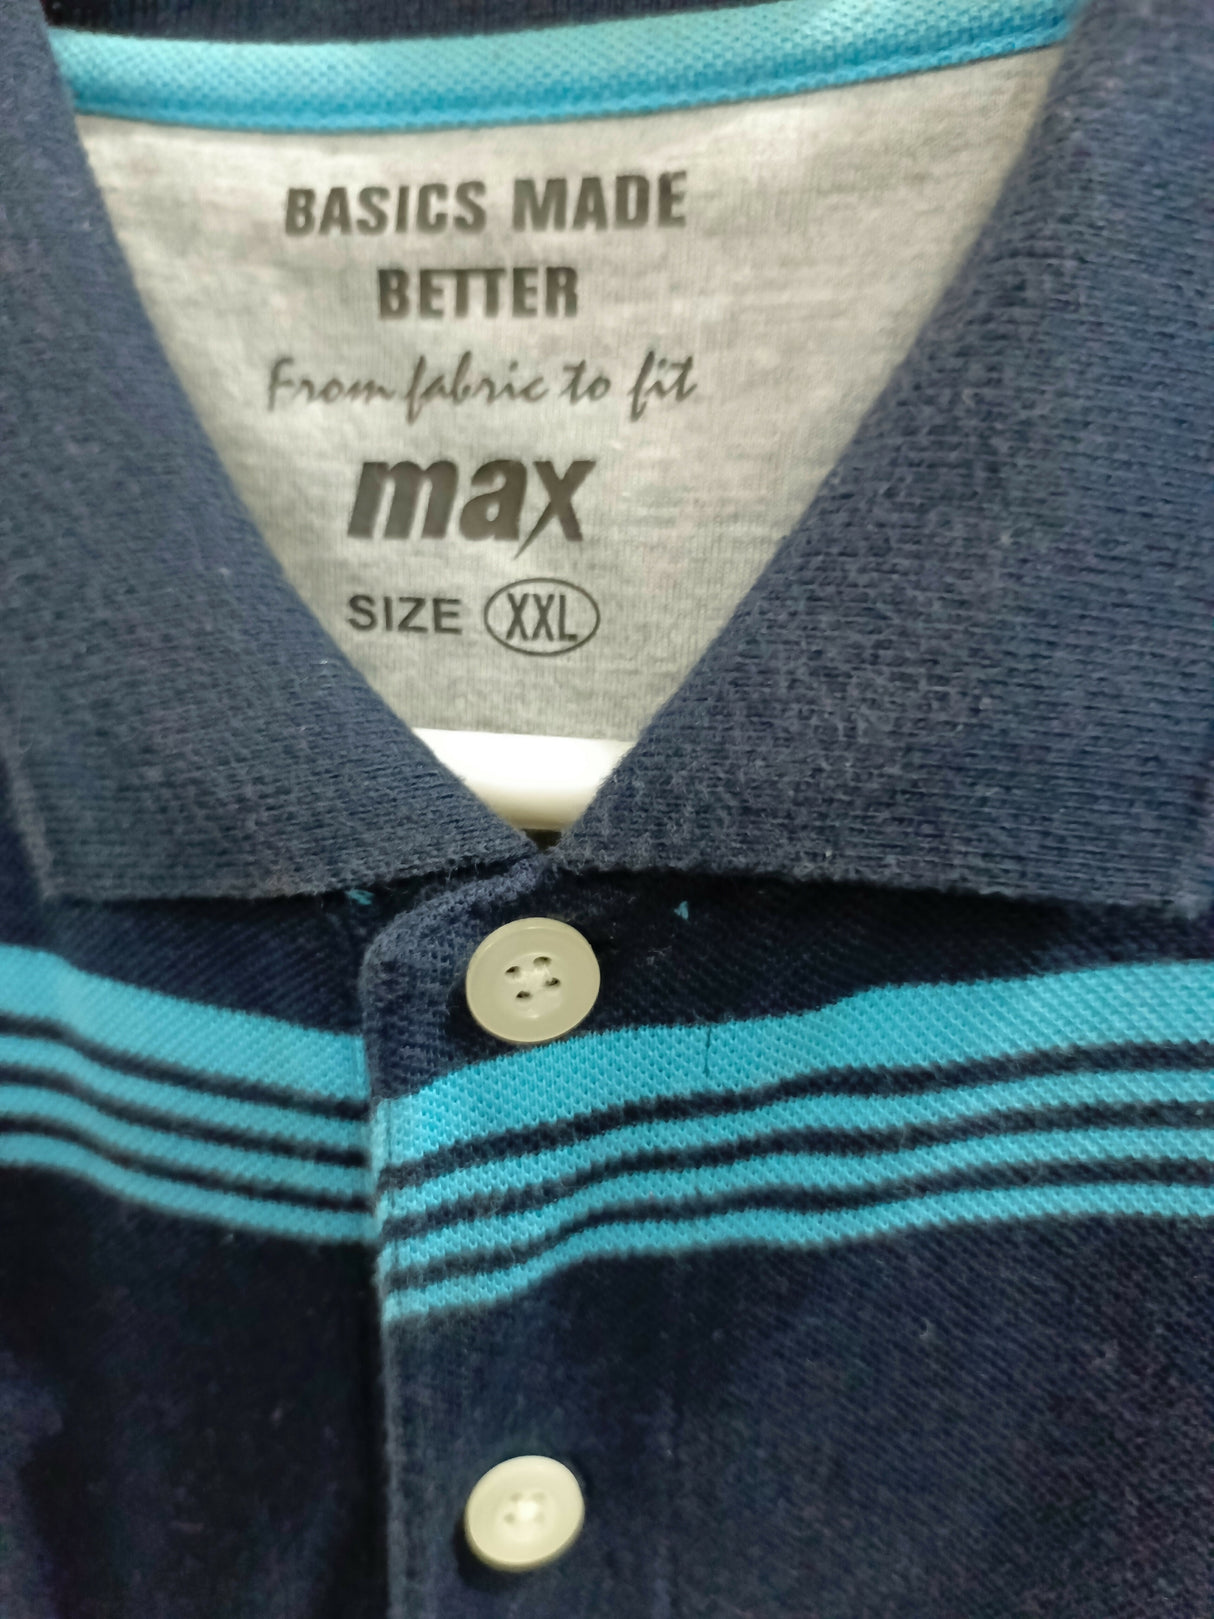 BASICS MADE
BETTER
From fabric to fit
max
SIZE XXL